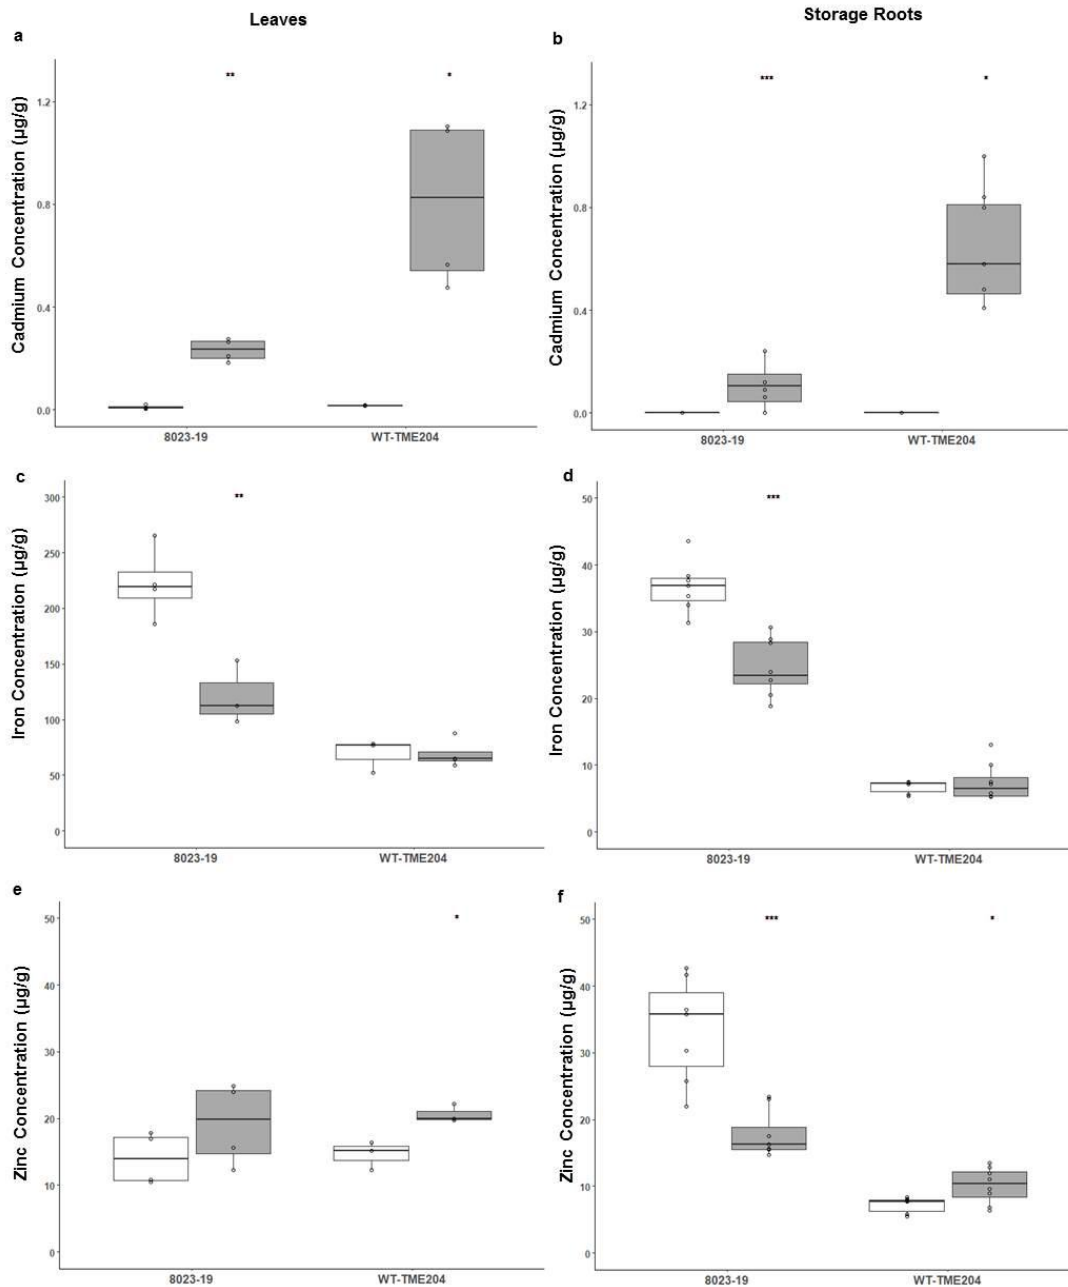 Leaves
Storage Roots
a
b
Cadmium Concentration (µg/g)
1.2
0.8
0.4
0.0
**
*
8023-19
WT-TME204
Cadmium Concentration (µg/g)
1.2
0.8
0.4
0.0
***
*
8023-19
WT-TME204
c
d
Iron Concentration (µg/g)
300
250
200
150
100
50
0
**
8023-19
WT-TME204
Iron Concentration (µg/g)
50
40
30
20
10
0
***
8023-19
WT-TME204
e
f
Zinc Concentration (µg/g)
50
40
30
20
10
0
*
8023-19
WT-TME204
Zinc Concentration (µg/g)
50
40
30
20
10
0
***
*
8023-19
WT-TME204